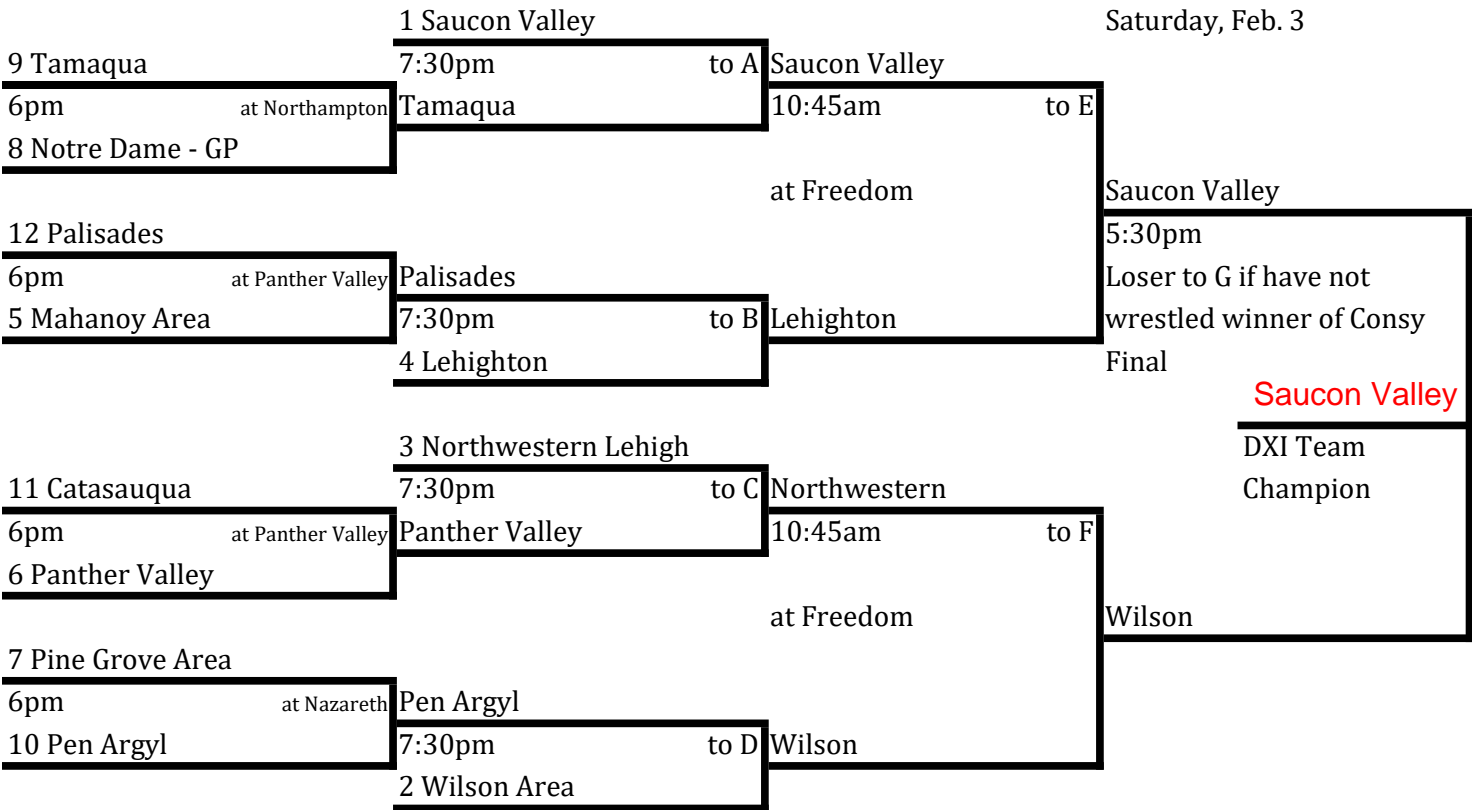 1 Saucon Valley
Saturday, Feb. 3
9 Tamaqua
7:30pm to A
Saucon Valley
6pm at Northampton
Tamaqua
10:45am to E
8 Notre Dame - GP
at Freedom
Saucon Valley
12 Palisades
5:30pm
6pm at Panther Valley
Palisades
Loser to G if have not
5 Mahanoy Area
7:30pm to B
Lehighton
wrestled winner of Consy
4 Lehighton
Final
Saucon Valley
3 Northwestern Lehigh
DXI Team
11 Catasauqua
7:30pm to C
Northwestern
Champion
6pm at Panther Valley
Panther Valley
10:45am to F
6 Panther Valley
at Freedom
Wilson
7 Pine Grove Area
6pm at Nazareth
Pen Argyl
10 Pen Argyl
7:30pm to D
Wilson
2 Wilson Area